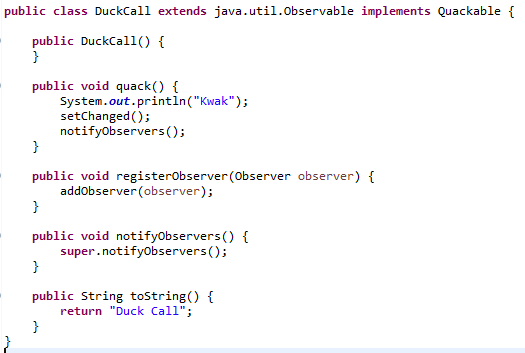 public class DuckCall extends java.util.Observable implements Quackable {
public DuckCall() {
}
public void quack() {
System.out.println("Kwak");
setChanged();
notifyObservers();
}
public void registerObserver(Observer observer) {
addObserver(observer);
}
public void notifyObservers() {
super.notifyObservers();
}
public String toString() {
return "Duck Call";
}
}